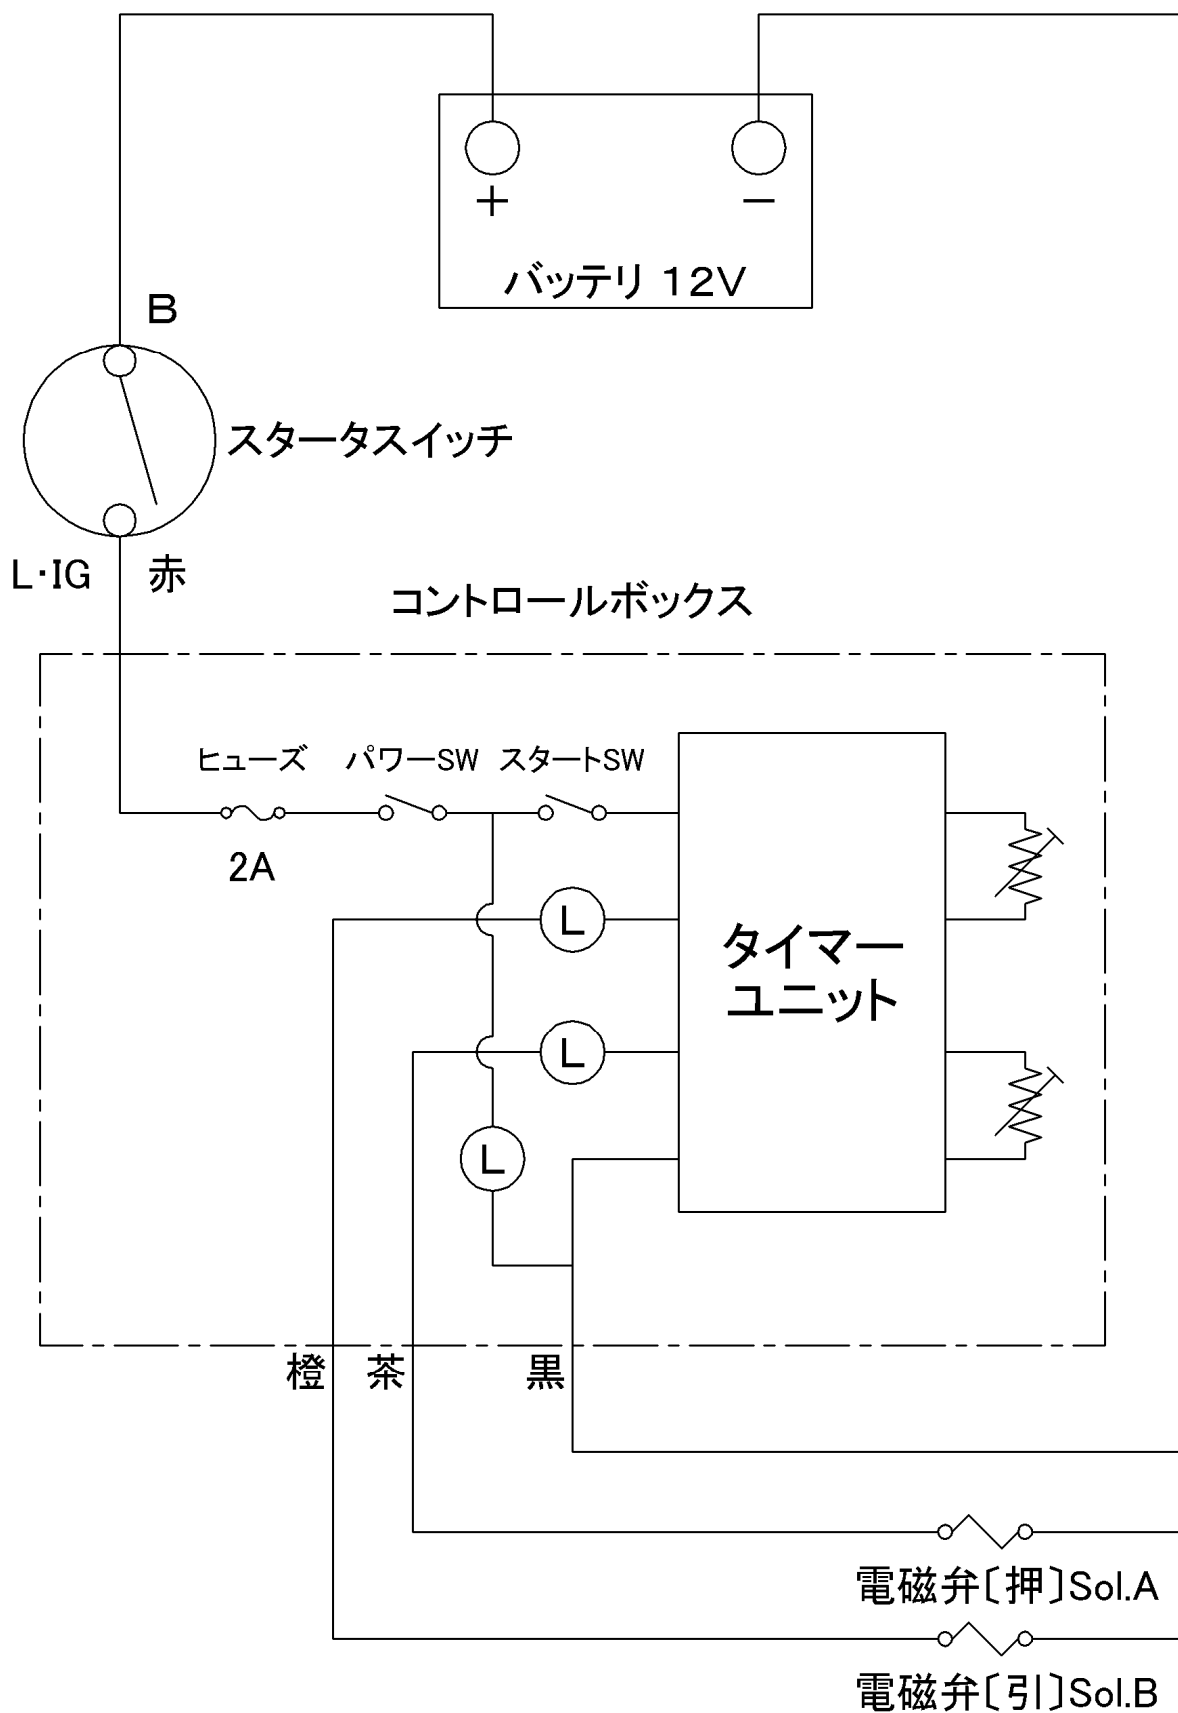 +
−
バッテリ 12V
B
スタータスイッチ
L・IG
赤
コントロールボックス
ヒューズ
パワーSW
スタートSW
2A
L
タイマー
ユニット
L
L
橙
茶
黒
電磁弁〔押〕Sol.A
電磁弁〔引〕Sol.B